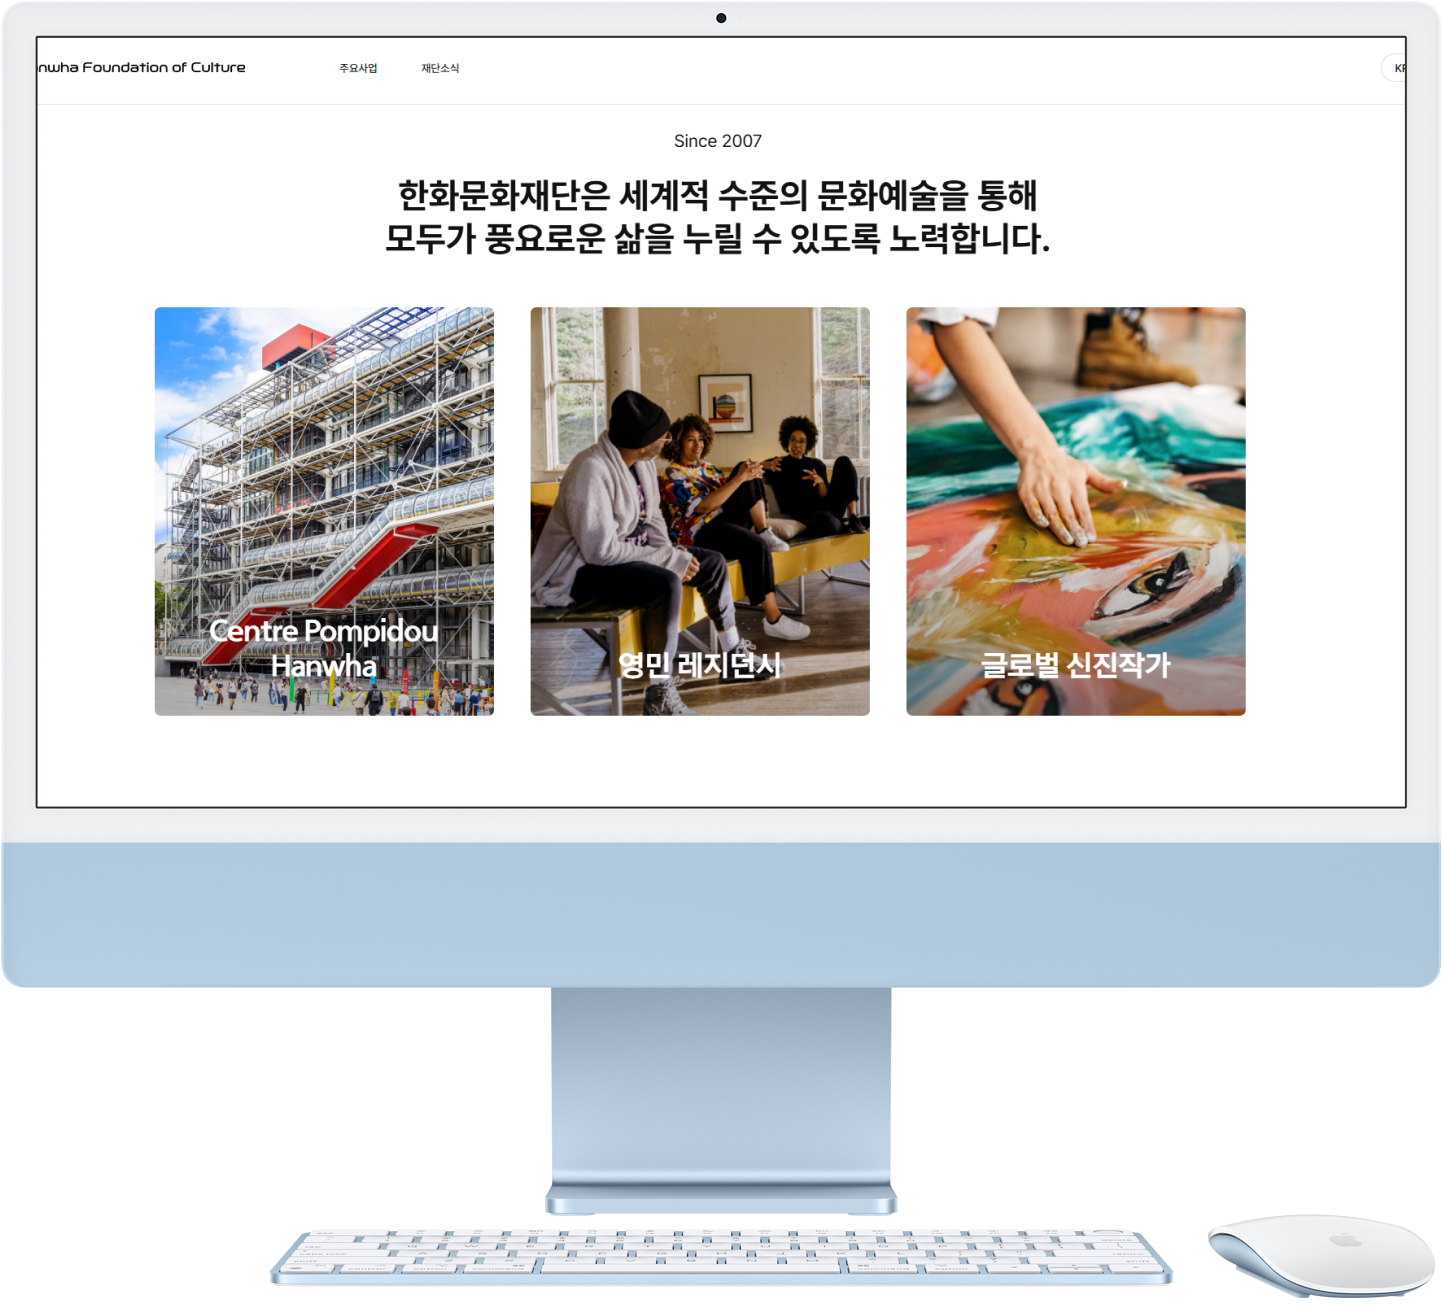 nwha Foundation of Culture
주요사업
재단소식
Since 2007
한화문화재단은 세계적 수준의 문화예술을 통해
모두가 풍요로운 삶을 누릴 수 있도록 노력합니다.
Centre Pompidou
Hanwha
영민 레지던시
글로벌 신진작가